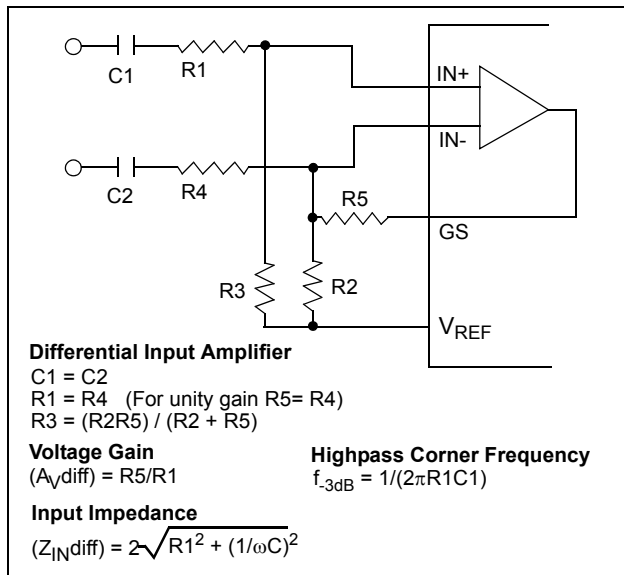 C1
R1
IN+
IN-
C2
R4
R5
GS
R3
R2
VREF
Differential Input Amplifier
C1 = C2
R1 = R4 (For unity gain R5= R4)
R3 = (R2R5) / (R2 + R5)
Voltage Gain
(AVdiff) = R5/R1
Highpass Corner Frequency
f-3dB = 1/(2πR1C1)
Input Impedance
(ZINdiff) = 2√R1² + (1/ωC)²